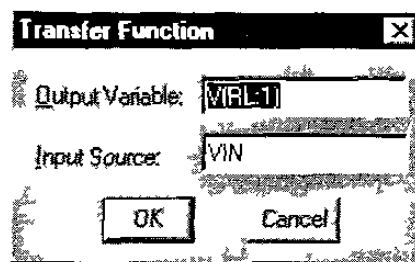 Transfer Function
Output Variable: V(RL:1)
Input Source: VIN
OK Cancel